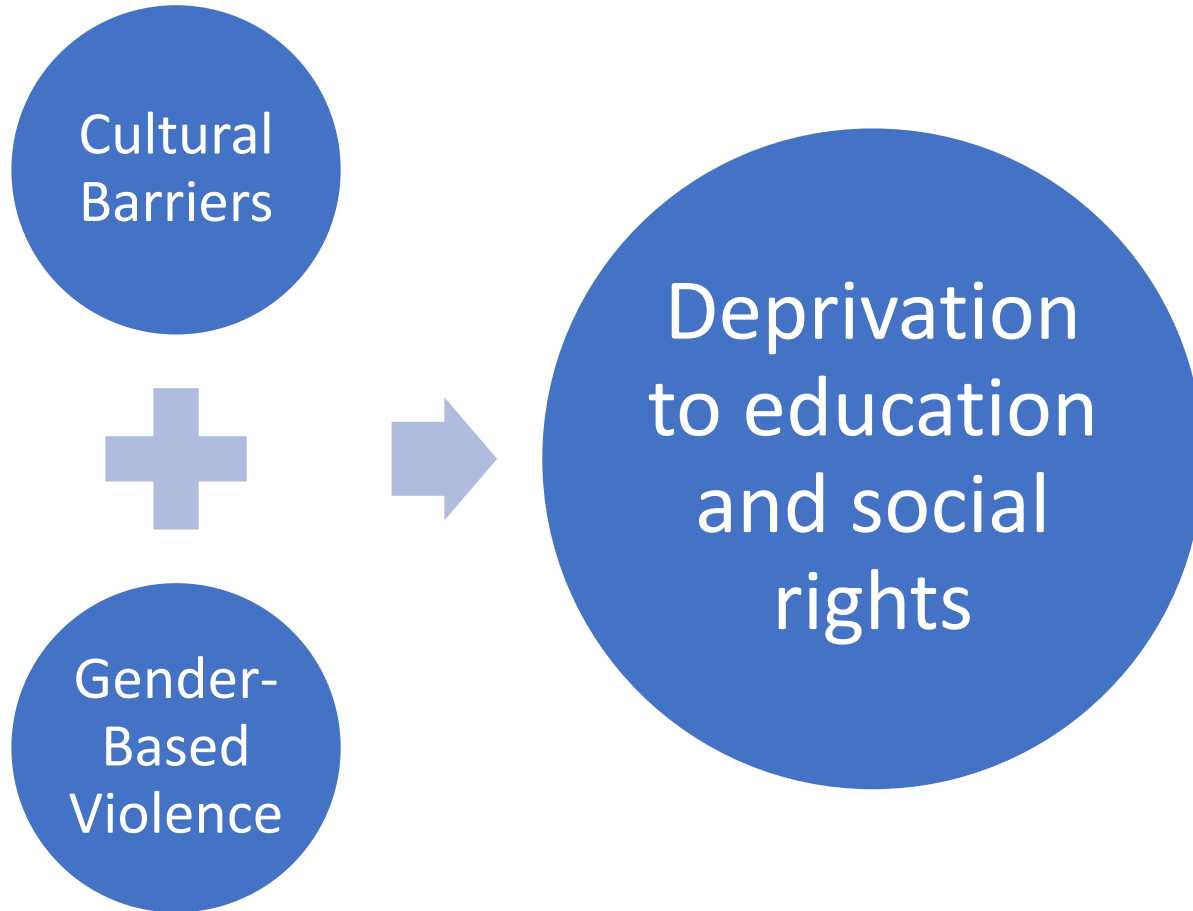 Cultural
Barriers
Gender-
Based
Violence
Deprivation
to education
and social
rights